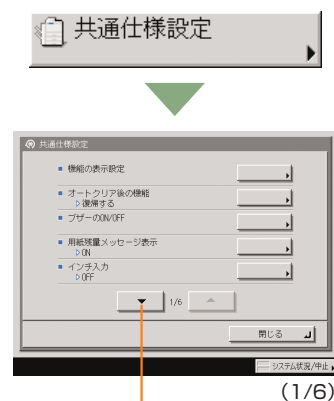 共通仕様設定
共通仕様設定
機能の表示設定
オートクリア後の機能
復帰する
ブザーのON/OFF
用紙残量メッセージ表示
ON
インチ入力
OFF
1/6
閉じる
システム状況/中止
(1/6)